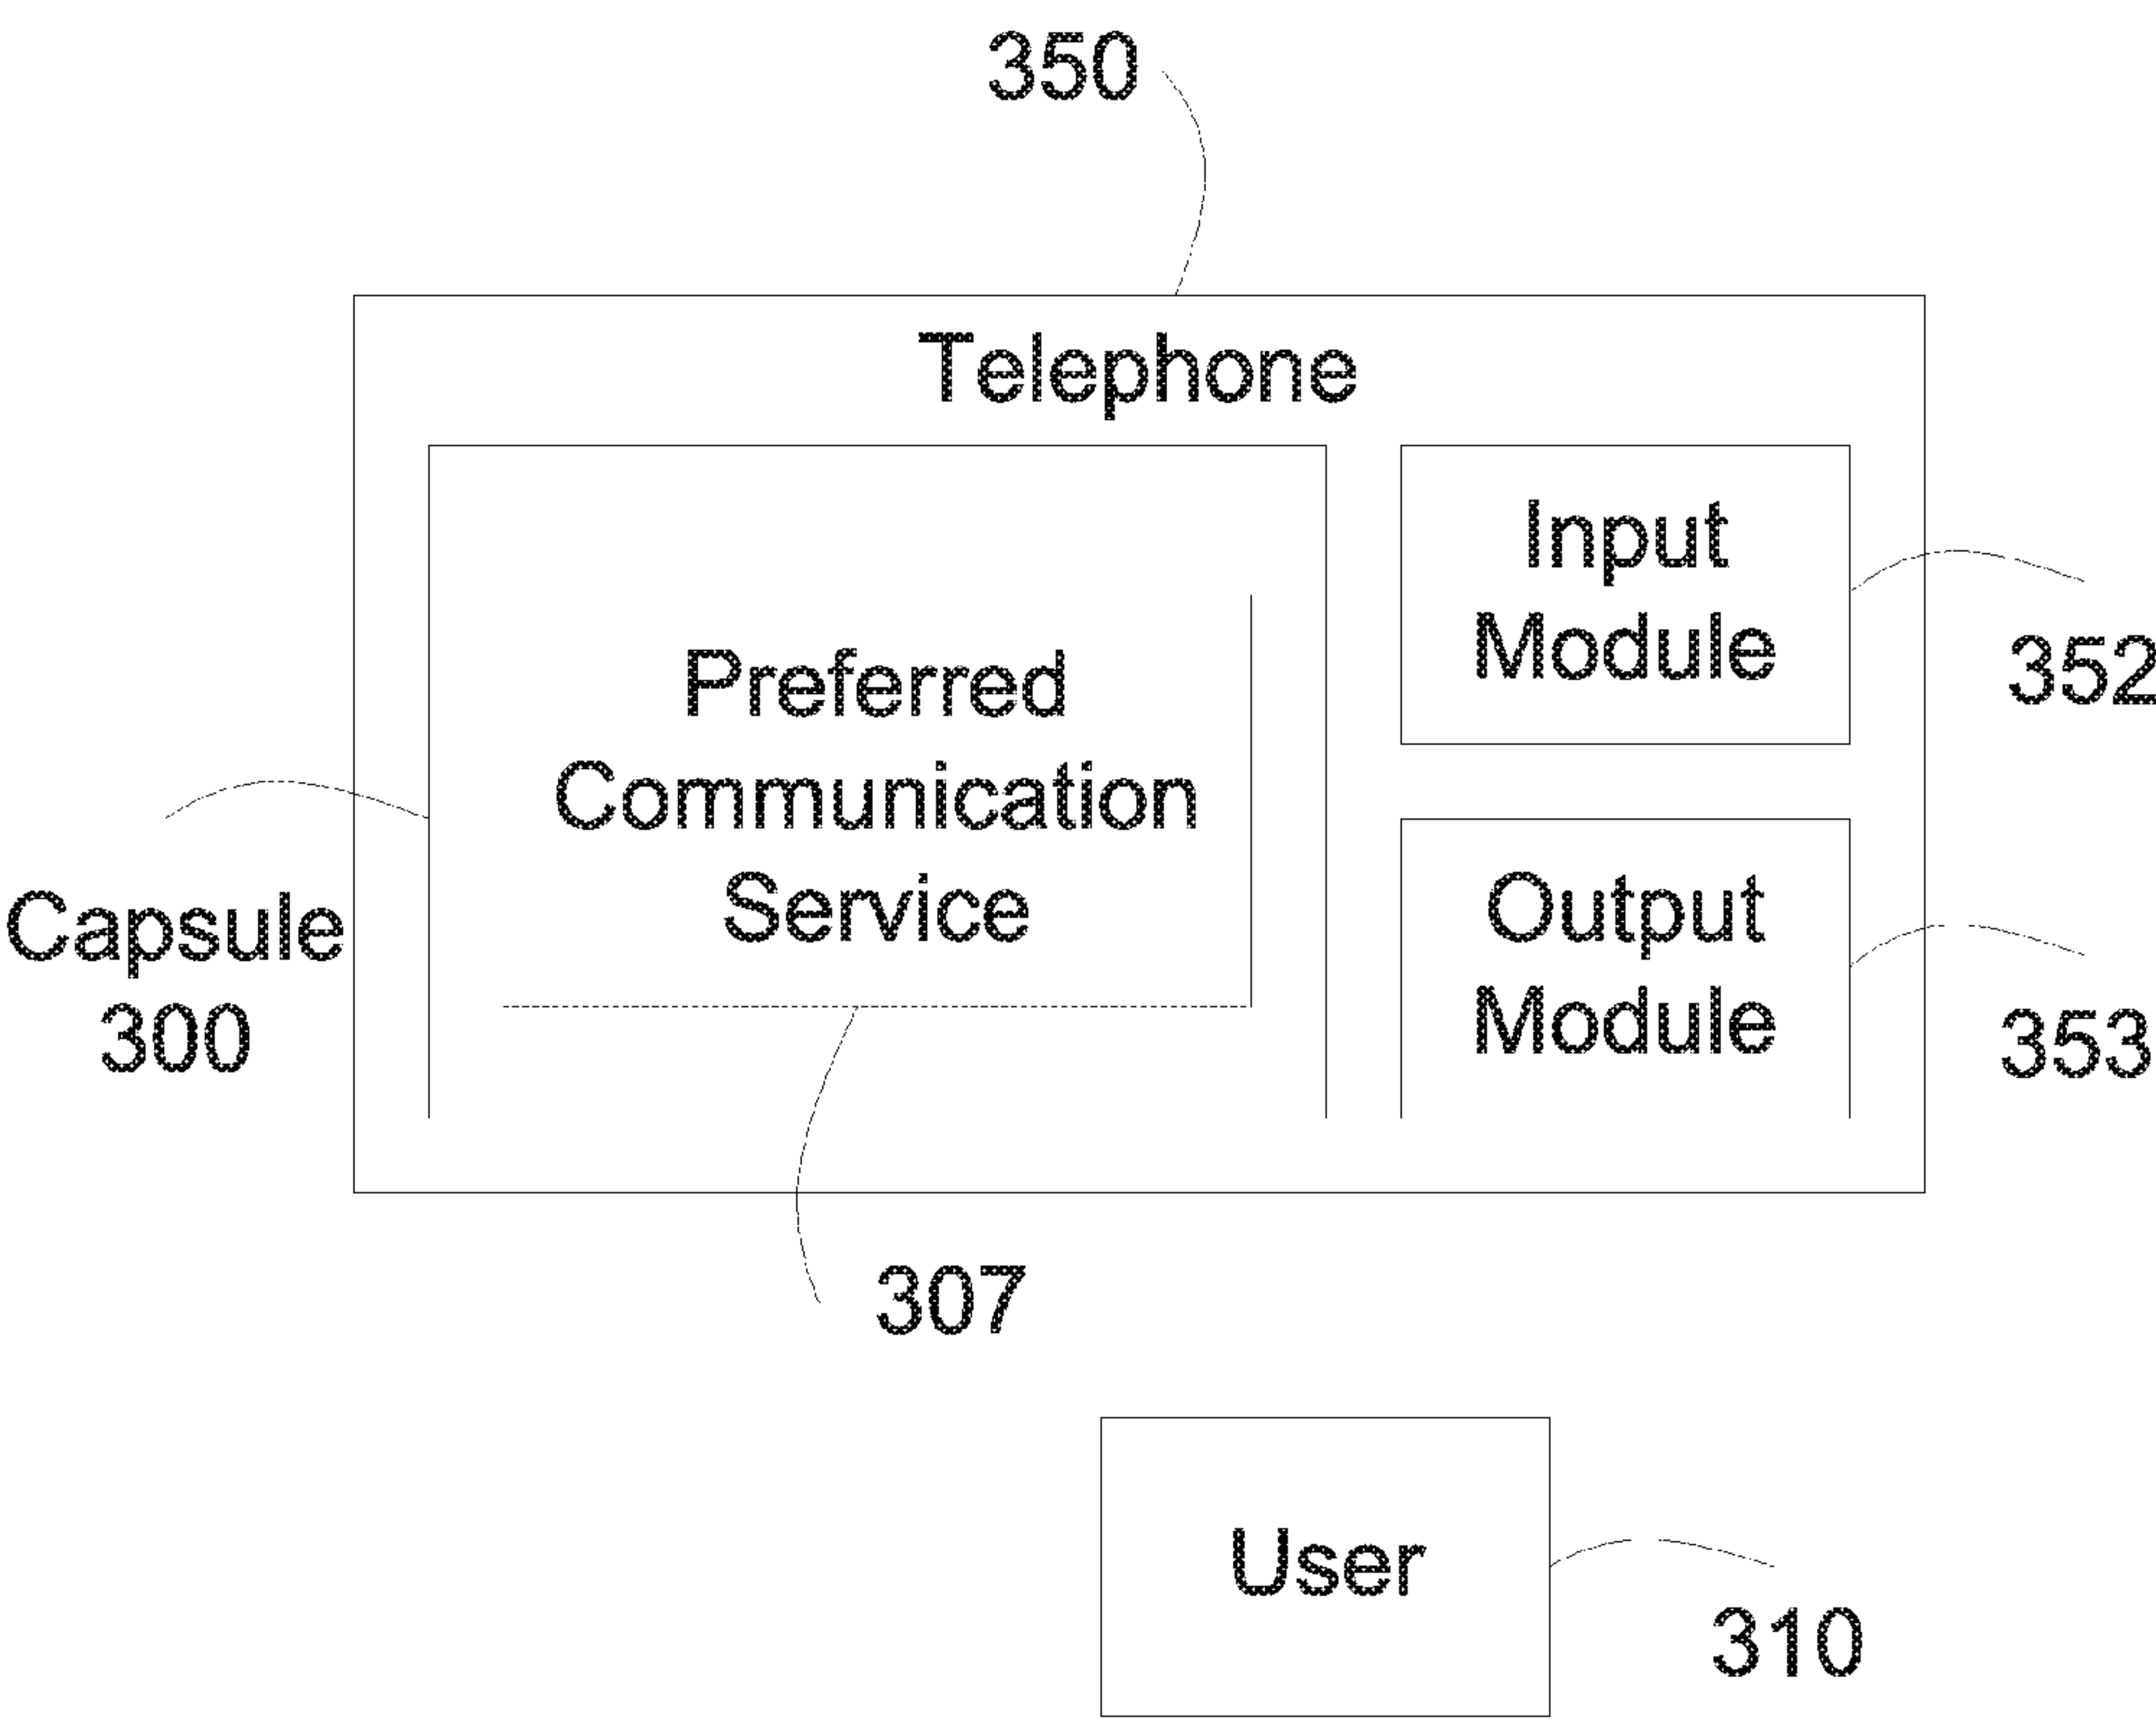 350
Telephone
Input
Module
352
Preferred
Communication
Service
Capsule
300
Output
Module
353
307
User
310